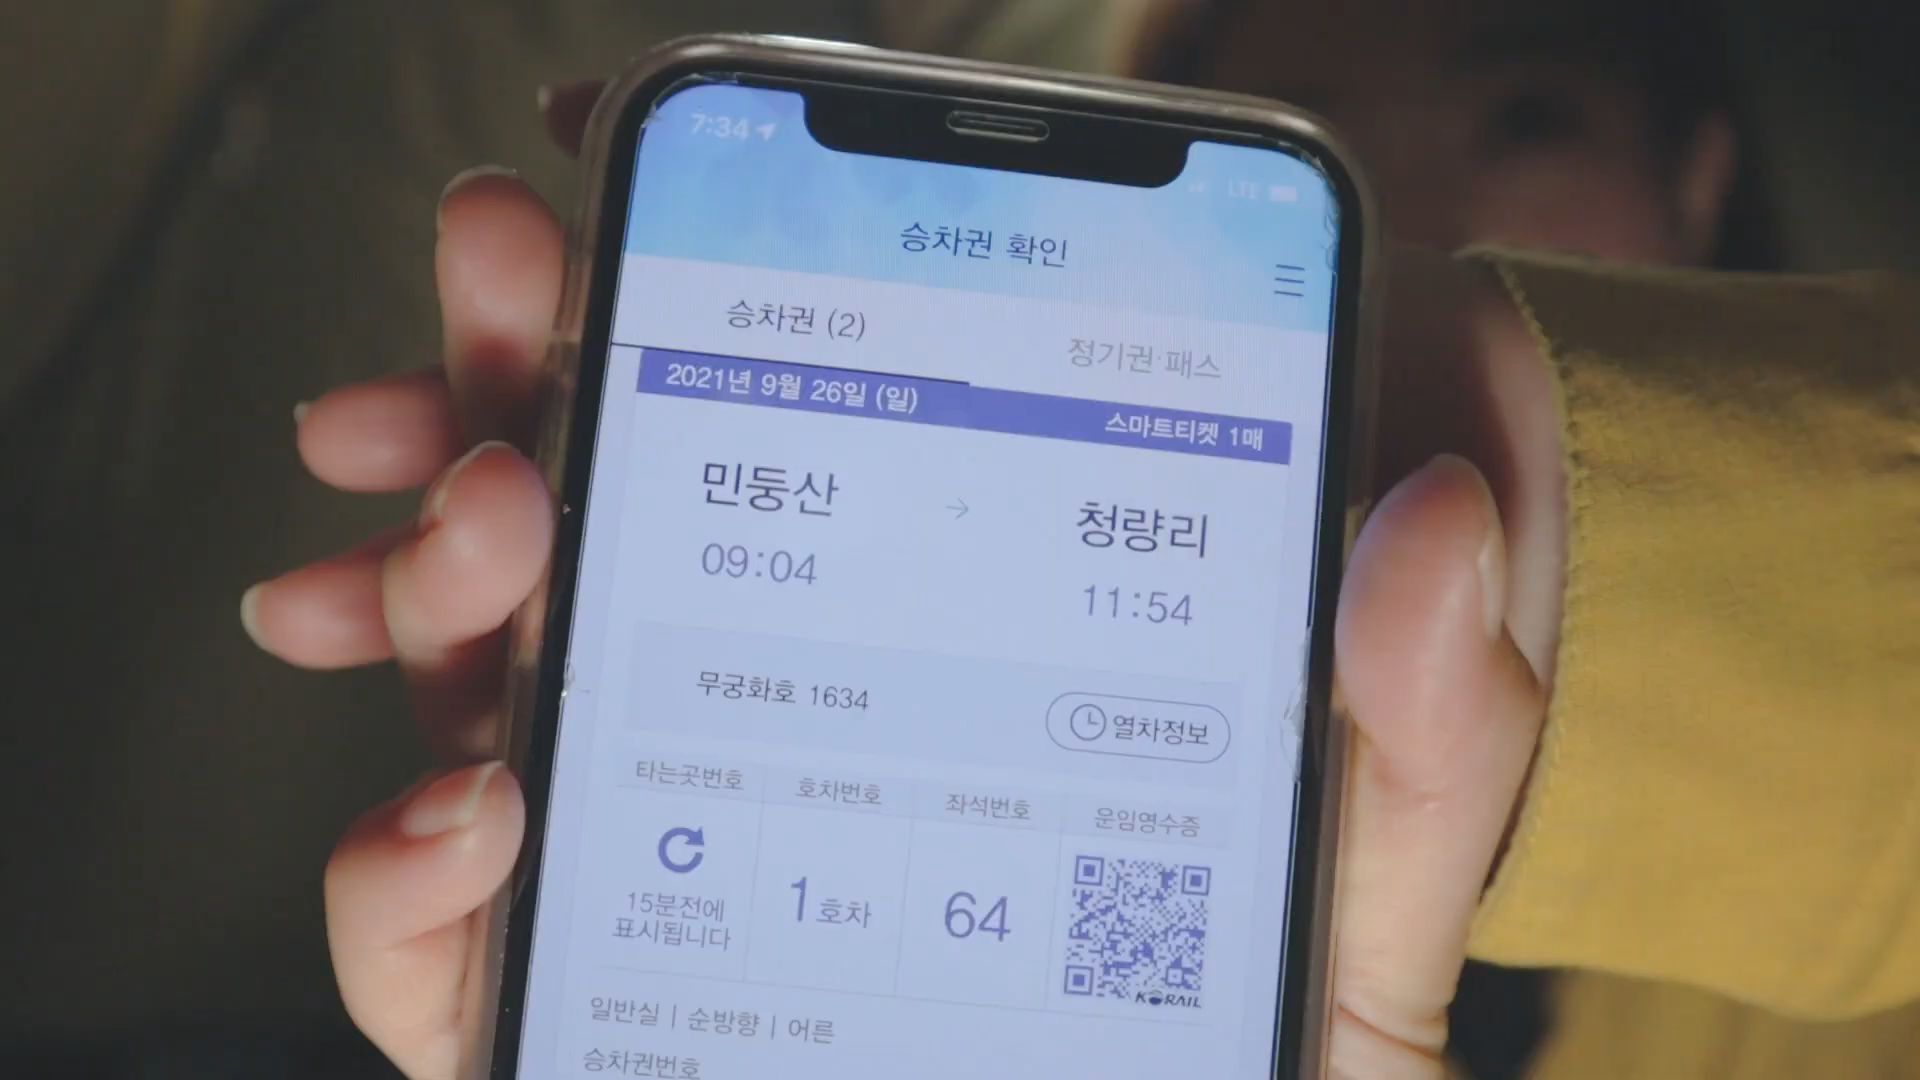 7:34
LTE
승차권 확인
승차권 (2)
정기권·패스
2021년 9월 26일 (일)
스마트티켓 1매
민둥산
청량리
09:04
11:54
무궁화호 1634
열차정보
타는곳번호
호차번호
좌석번호
운임영수증
15분전에
표시됩니다
1호차
64
KORAIL
일반실 | 순방향 | 어른
승차권번호